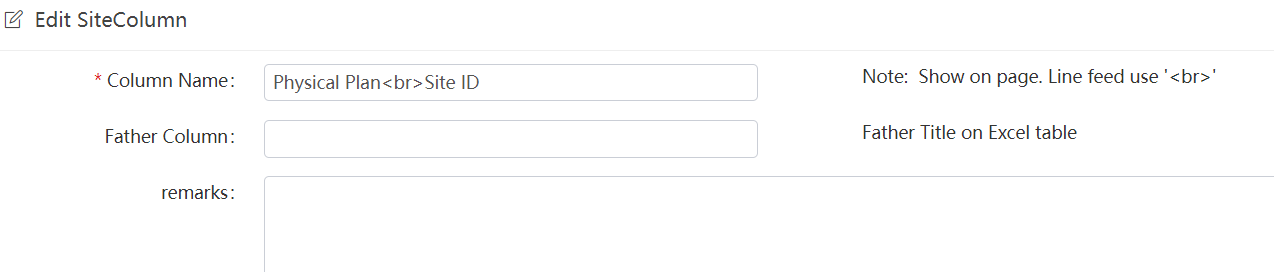 Edit SiteColumn
* Column Name: Physical Plan<br>Site ID Note: Show on page. Line feed use '<br>'
Father Column: Father Title on Excel table
remarks: